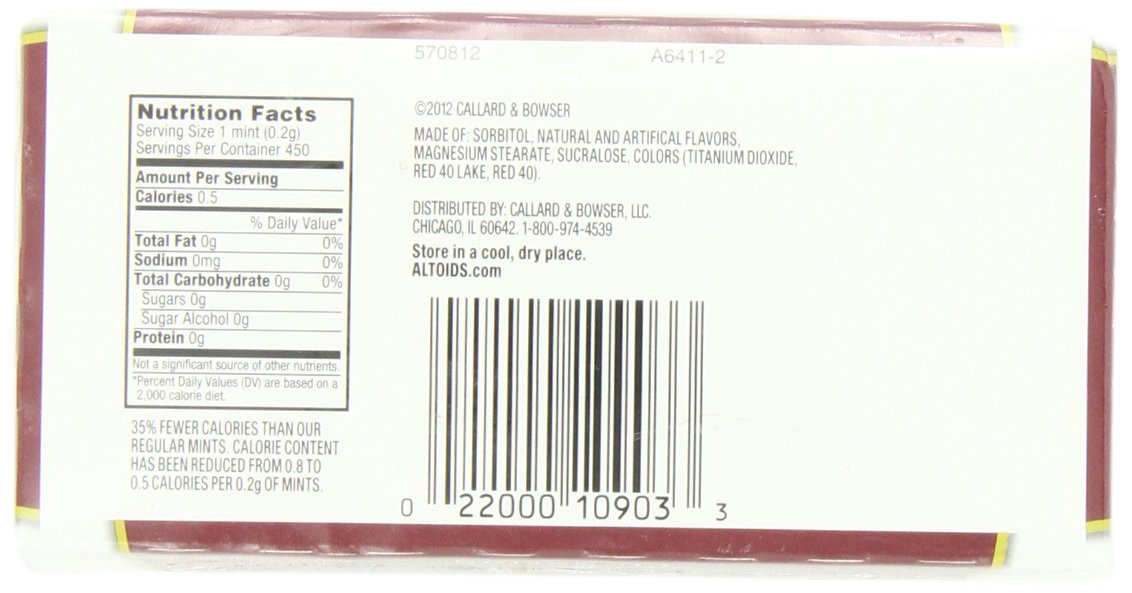 570812 A6411-2
Nutrition Facts
Serving Size 1 mint (0.2g)
Servings Per Container 450
Amount Per Serving
Calories 0.5
% Daily Value*
Total Fat 0g 0%
Sodium 0mg 0%
Total Carbohydrate 0g 0%
Sugars 0g
Sugar Alcohol 0g
Protein 0g
Not a significant source of other nutrients.
*Percent Daily Values (DV) are based on a
2,000 calorie diet.
35% FEWER CALORIES THAN OUR
REGULAR MINTS. CALORIE CONTENT
HAS BEEN REDUCED FROM 0.8 TO
0.5 CALORIES PER 0.2g OF MINTS.
©2012 CALLARD & BOWSER
MADE OF: SORBITOL, NATURAL AND ARTIFICAL FLAVORS,
MAGNESIUM STEARATE, SUCRALOSE, COLORS (TITANIUM DIOXIDE,
RED 40 LAKE, RED 40).
DISTRIBUTED BY: CALLARD & BOWSER, LLC.
CHICAGO, IL 60642. 1-800-974-4539
Store in a cool, dry place.
ALTOIDS.com
0 22000 10903 3